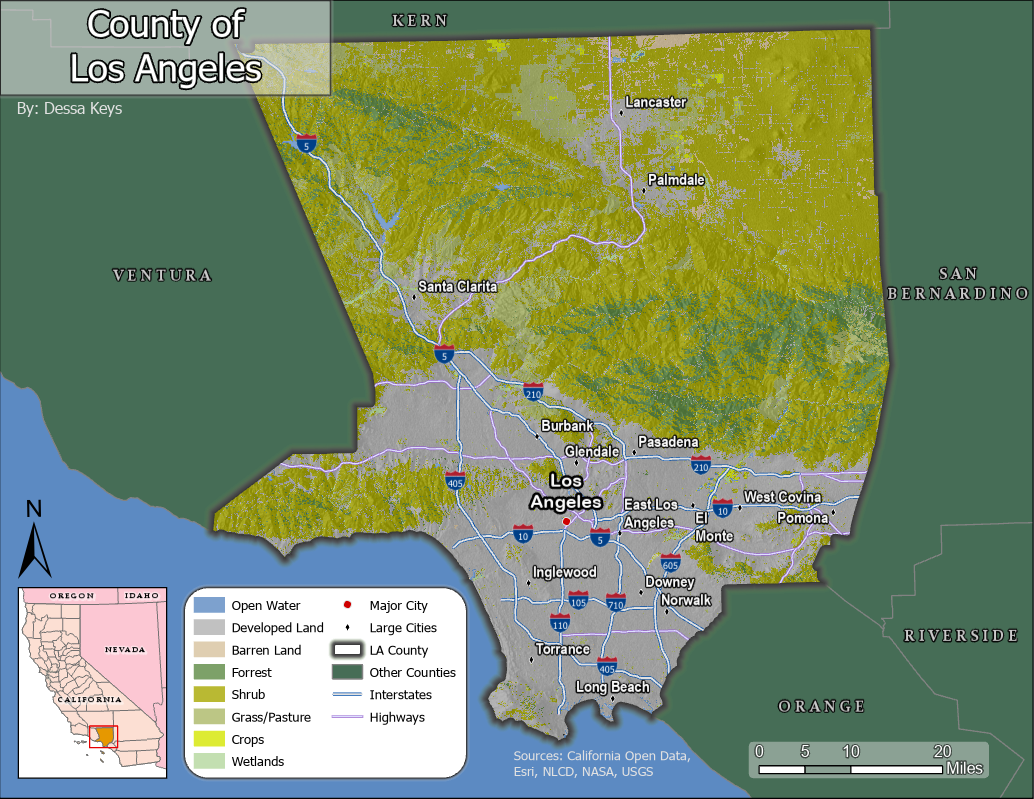 County of
Los Angeles
KERN
By: Dessa Keys
Lancaster
5
Palmdale
VENTURA
SAN
BERNARDINO
Santa Clarita
5
210
Burbank
Pasadena
Glendale
210
405
Los
Angeles
West Covina
East Los
Angeles
10
El
Monte
Pomona
10
5
605
Inglewood
Downey
Norwalk
105
710
110
Torrance
405
Long Beach
RIVERSIDE
ORANGE
N
OREGON
IDAHO
NEVADA
CALIFORNIA
Open Water
Developed Land
Barren Land
Forrest
Shrub
Grass/Pasture
Crops
Wetlands
Major City
Large Cities
LA County
Other Counties
Interstates
Highways
Sources: California Open Data,
Esri, NLCD, NASA, USGS
0 5 10 20
Miles